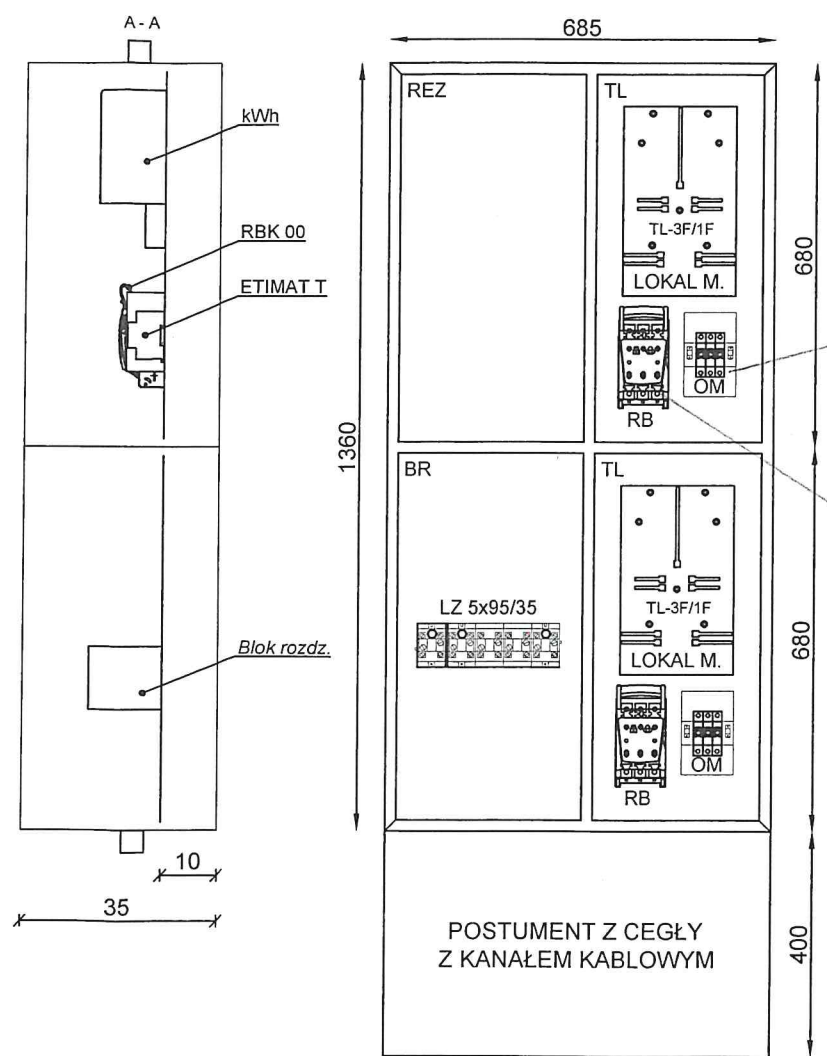 A - A
kWh
RBK 00
ETIMAT T
Blok rozdz.
10
35
1360
685
REZ
TL
TL-3F/1F
LOKAL M.
RB
OM
680
BR
LZ 5x95/35
TL
TL-3F/1F
LOKAL M.
RB
OM
680
POSTUMENT Z CEGŁY
Z KANAŁEM KABLOWYM
400